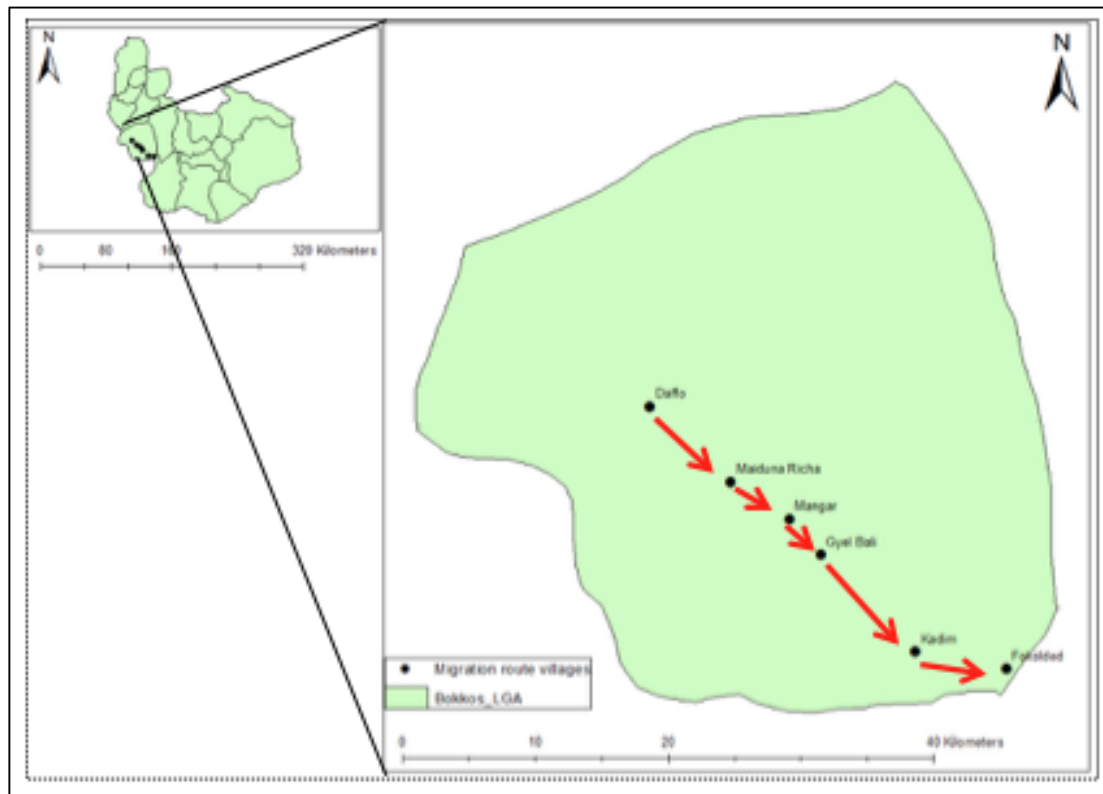 N
0 80 160 320 Kilometers
N
Daffo
Maiduna Richa
Mangar
Gyel Bali
Kadim
Migration route villages
Bokkos_LGA
0 10 20 40 Kilometers